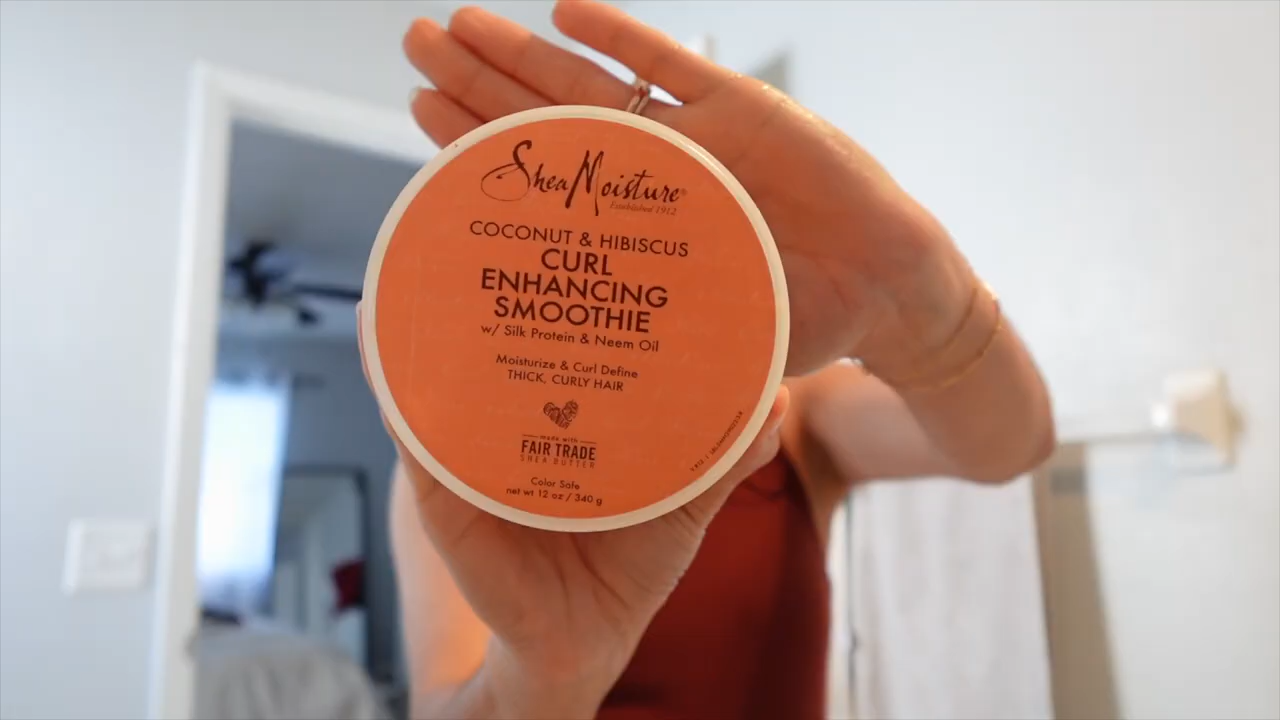 SheaMoisture®
Established 1912
COCONUT & HIBISCUS
CURL
ENHANCING
SMOOTHIE
w/ Silk Protein & Neem Oil
Moisturize & Curl Define
THICK, CURLY HAIR
made with
FAIR TRADE
SHEA BUTTER
Color Safe
net wt 12 oz / 340 g